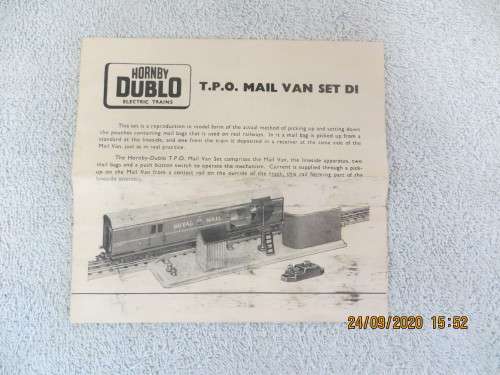 HORNBY
DUBLO
ELECTRIC TRAINS
T.P.O. MAIL VAN SET D1
This set is a reproduction in model form of the actual method of picking up and setting down
the pouches containing mail bags that is used on real railways. In it a mail bag is picked up from a
standard at the lineside, and one from the train is deposited in a receiver at the same side of the
Mail Van, just as in real practice.
The Hornby-Dublo T.P.O. Mail Van Set comprises the Mail Van, the lineside apparatus, two
mail bags and a push button switch to operate the mechanism. Current is supplied through a pick-
up on the Mail Van from a contact rail on the outside of the track, this rail forming part of the
lineside apparatus.
ROYAL MAIL
24/09/2020 15:52